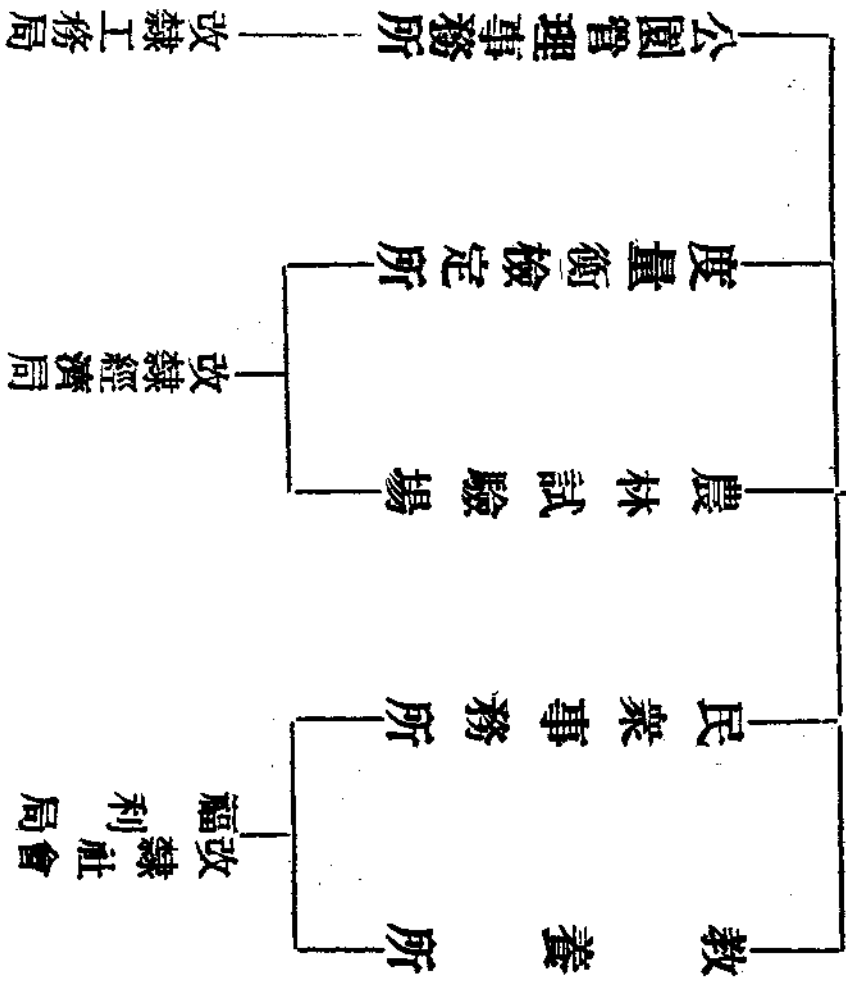 教養所
民衆事務所
農林試驗場
度量衡檢定所
公園管理事務所
改隸社會
福利局
改隸經濟局
改隸工務局